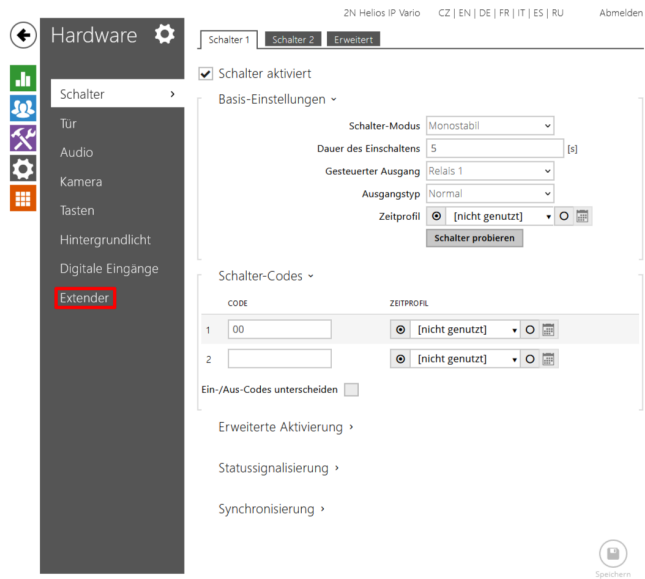 2N Helios IP Vario CZ | EN | DE | FR | IT | ES | RU Abmelden
Hardware
Schalter 1 Schalter 2 Erweitert
Schalter
Tür
Audio
Kamera
Tasten
Hintergrundlicht
Digitale Eingänge
Extender
Schalter aktiviert
Basis-Einstellungen
Schalter-Modus Monostabil
Dauer des Einschaltens 5 [s]
Gesteuerter Ausgang Relais 1
Ausgangstyp Normal
Zeitprofil [nicht genutzt]
Schalter probieren
Schalter-Codes
CODE ZEITPROFIL
1 00 [nicht genutzt]
2 [nicht genutzt]
Ein-/Aus-Codes unterscheiden
Erweiterte Aktivierung
Statussignalisierung
Synchronisierung
Speichern